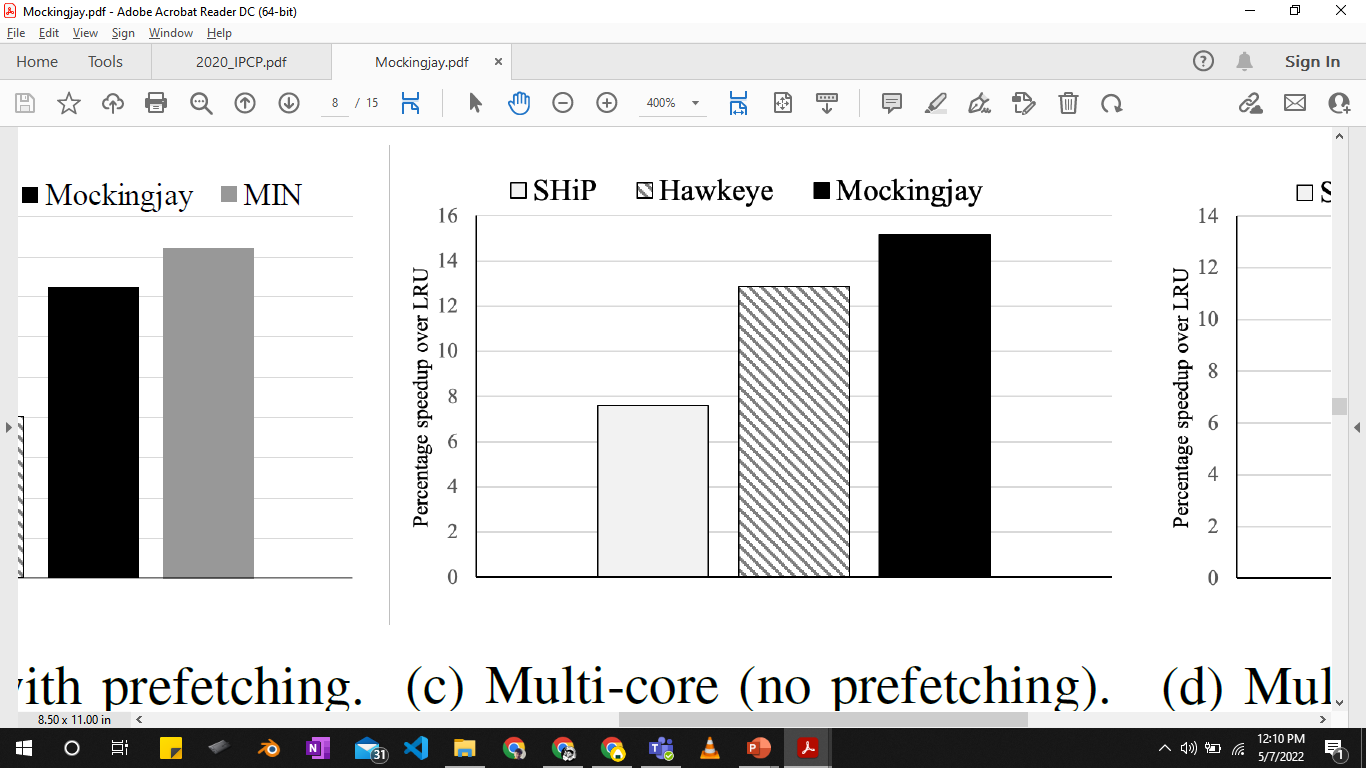 Mockingjay.pdf - Adobe Acrobat Reader DC (64-bit)
File Edit View Sign Window Help
Home Tools 2020_IPCP.pdf Mockingjay.pdf × Sign In
8 / 15 400%
Mockingjay MIN
SHiP Hawkeye Mockingjay
S
Percentage speedup over LRU
16
14
12
10
8
6
4
2
0
Percentage speedup over LRU
14
12
10
8
6
4
2
0
with prefetching. (c) Multi-core (no prefetching). (d) Mul
8.50 x 11.00 in
31
12:10 PM
5/7/2022
1